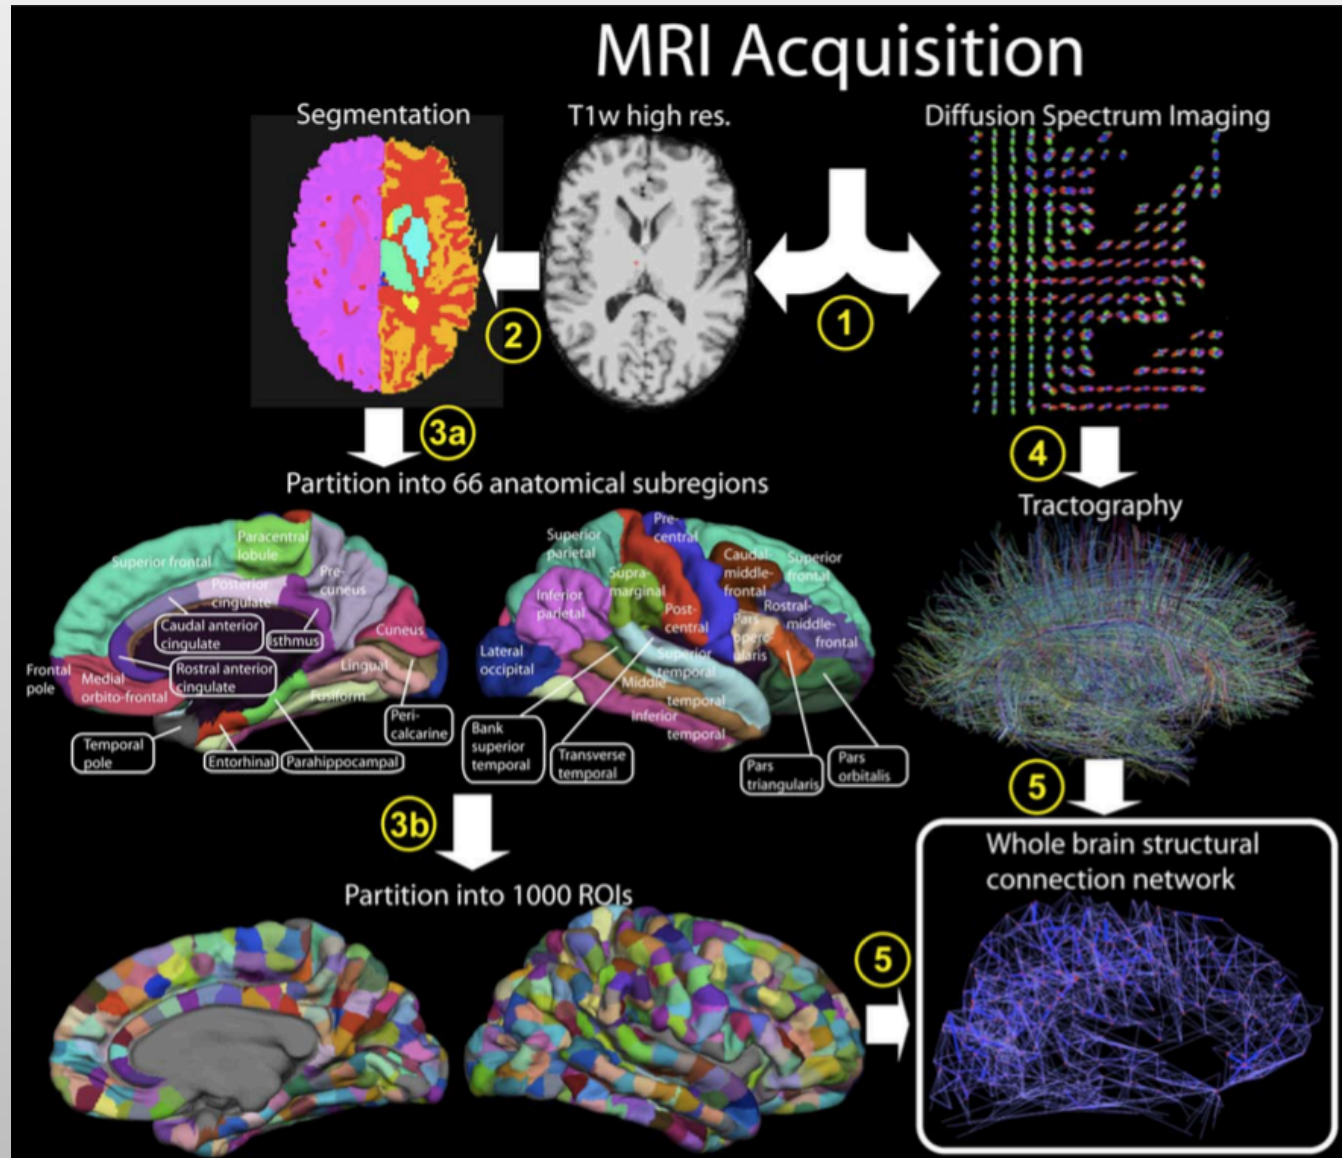 MRI Acquisition
Segmentation
T1w high res.
Diffusion Spectrum Imaging
1
2
3a
4
Partition into 66 anatomical subregions
Tractography
Superior frontal
Paracentral
lobule
Posterior
cingulate
Pre-
cuneus
Caudal anterior
cingulate
Isthmus
Cuneus
Rostral anterior
cingulate
Lingual
Frontal
pole
Medial
orbito-frontal
Fusiform
Peri-
calcarine
Temporal
pole
Entorhinal
Parahippocampal
Superior
parietal
Pre-
central
Caudal-
middle-
frontal
Superior
frontal
Supra-
marginal
Inferior
parietal
Post-
central
Pars
operc-
ularis
Rostral-
middle-
frontal
Lateral
occipital
Superior
temporal
Middle
temporal
Inferior
temporal
Bank
superior
temporal
Transverse
temporal
Pars
triangularis
Pars
orbitalis
3b
5
Partition into 1000 ROIs
5
Whole brain structural
connection network